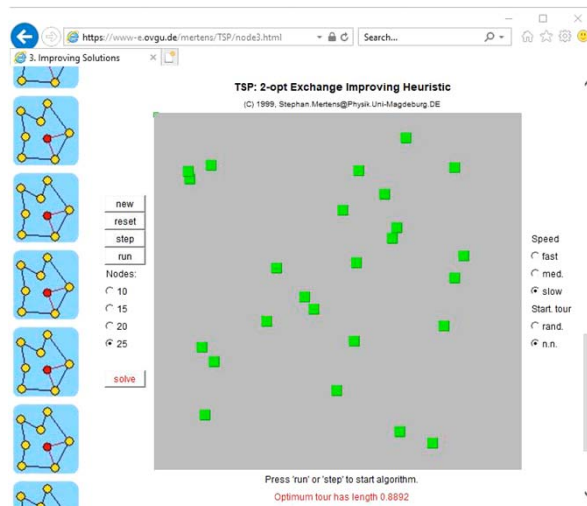 https://www-e.ovgu.de/mertens/TSP/node3.html
Search...
3. Improving Solutions
TSP: 2-opt Exchange Improving Heuristic
(C) 1999, Stephan.Mertens@Physik.Uni-Magdeburg.DE
new
reset
step
run
Nodes:
10
15
20
25
solve
Speed
fast
med.
slow
Start. tour
rand.
n.n.
Press 'run' or 'step' to start algorithm.
Optimum tour has length 0.8892